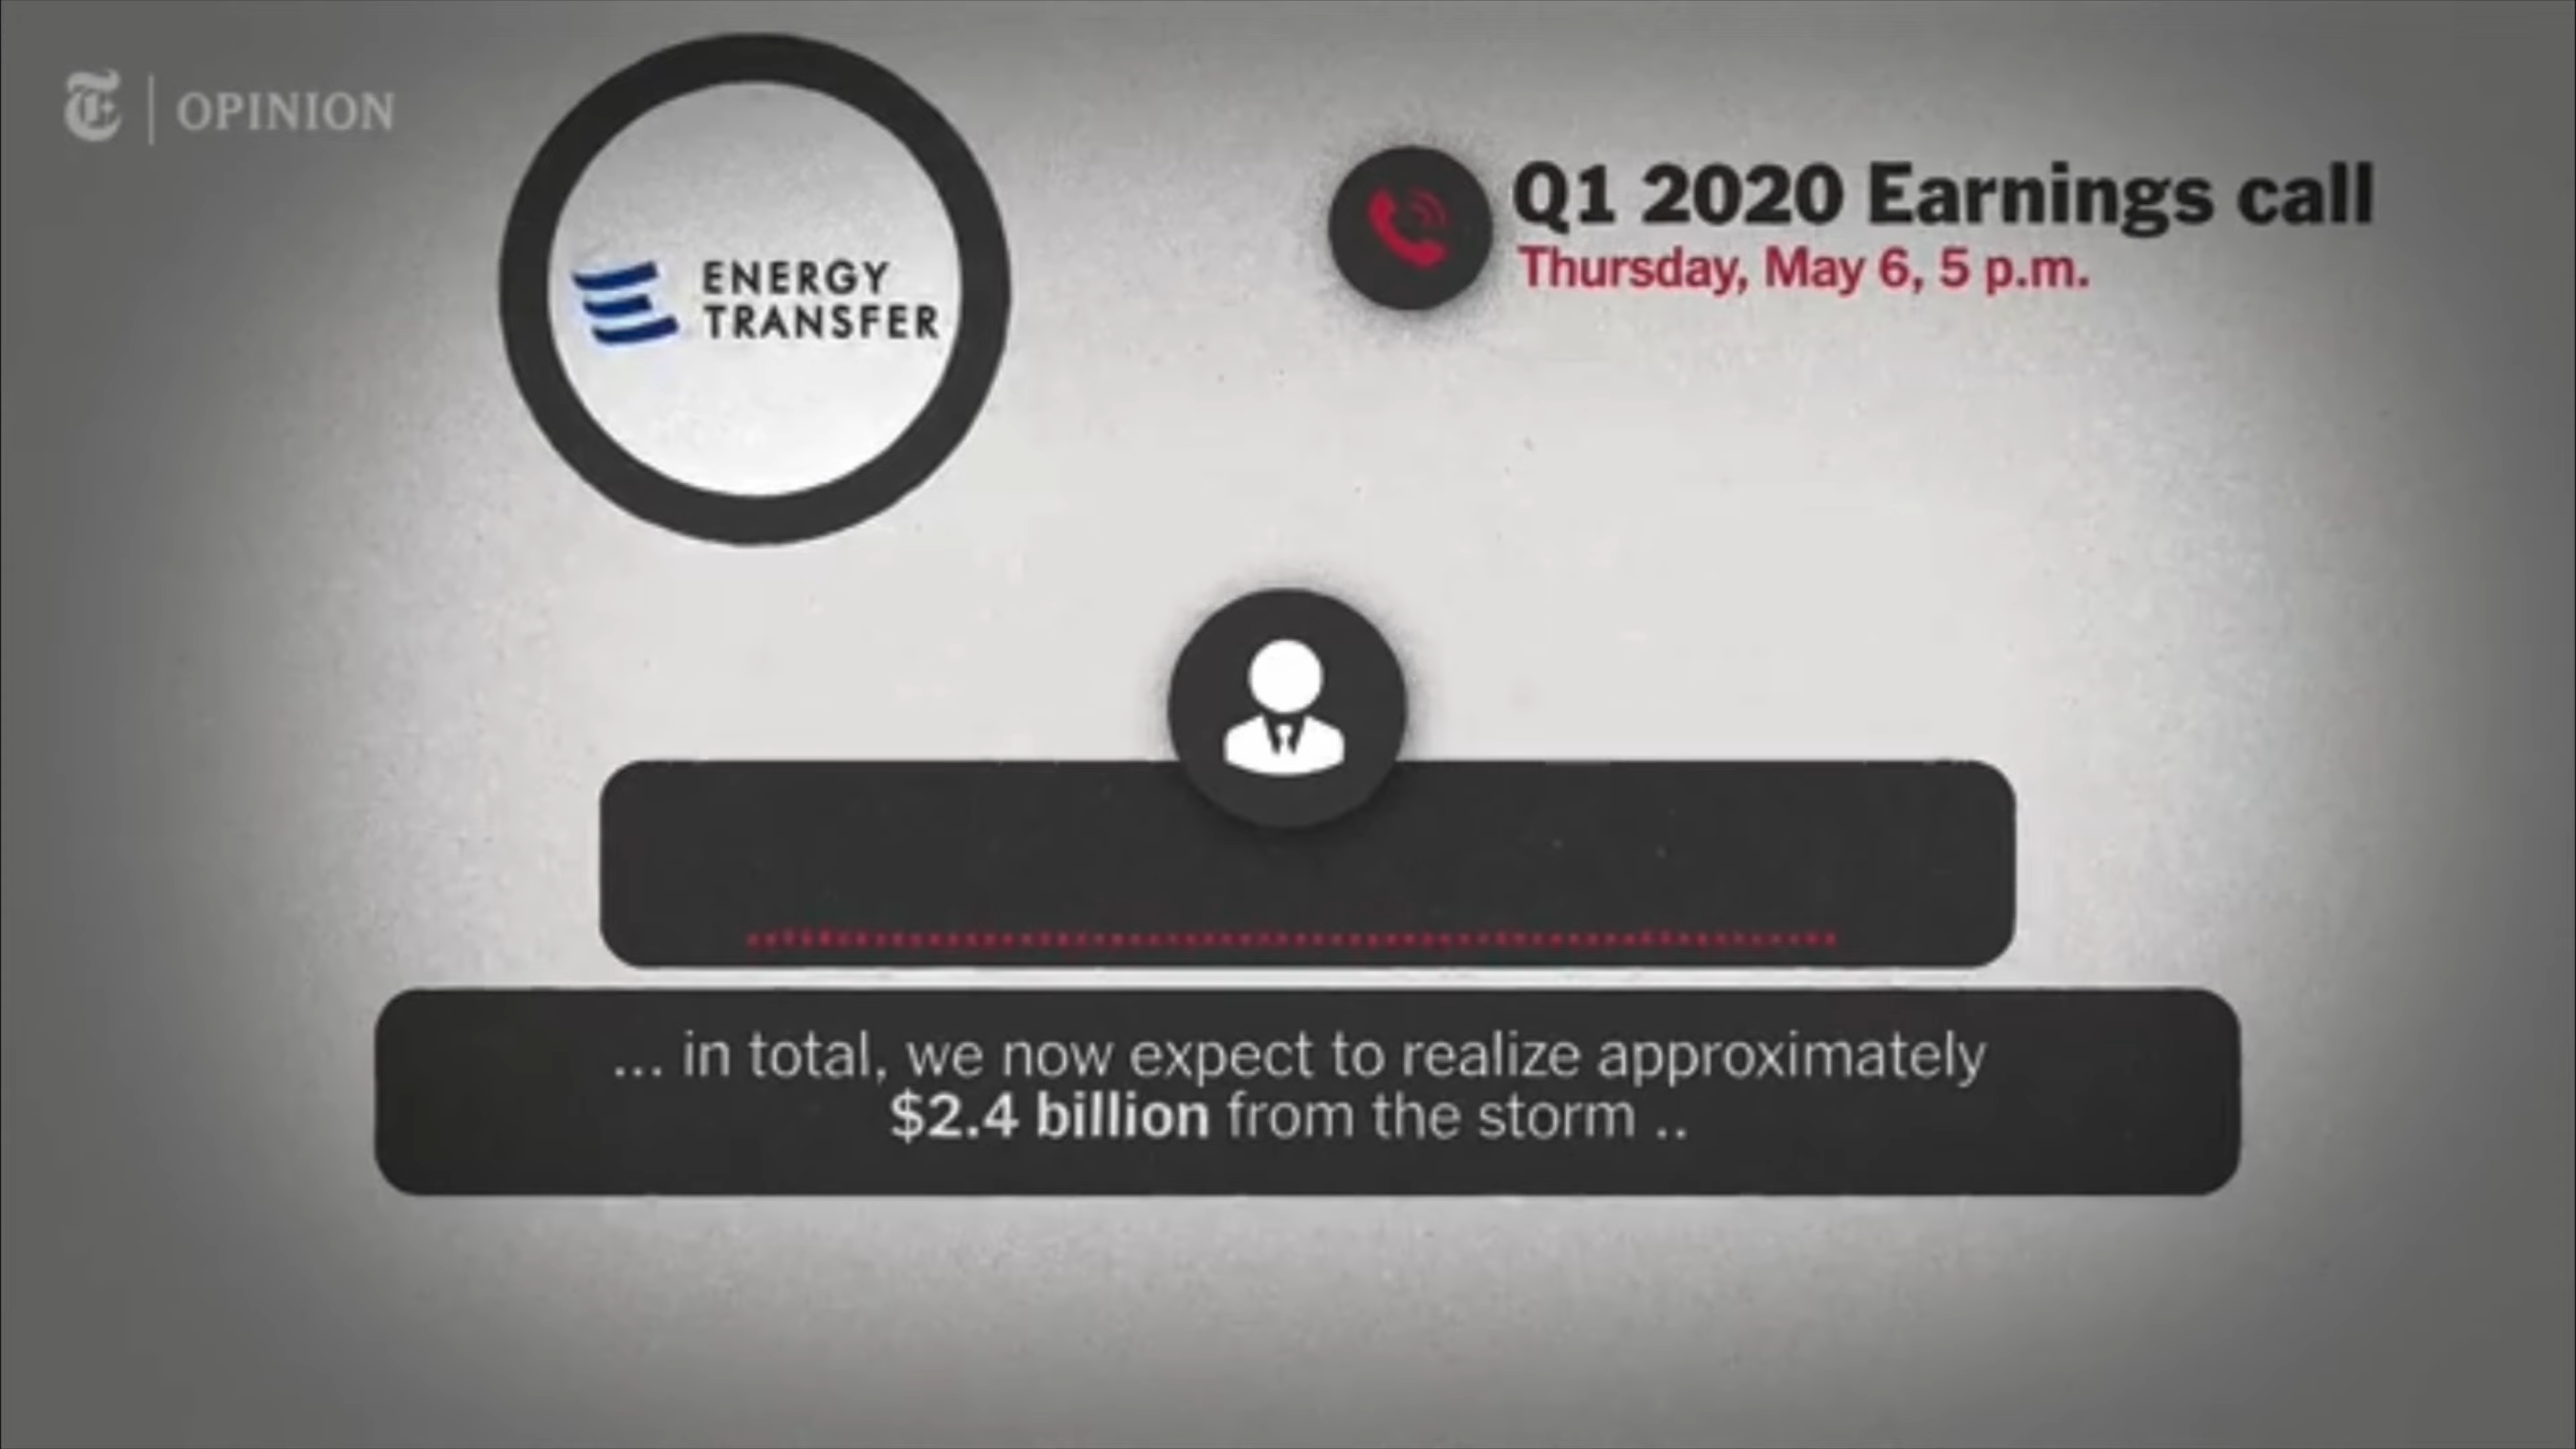 T | OPINION
ENERGY
TRANSFER
Q1 2020 Earnings call
Thursday, May 6, 5 p.m.
... in total, we now expect to realize approximately
$2.4 billion from the storm ..